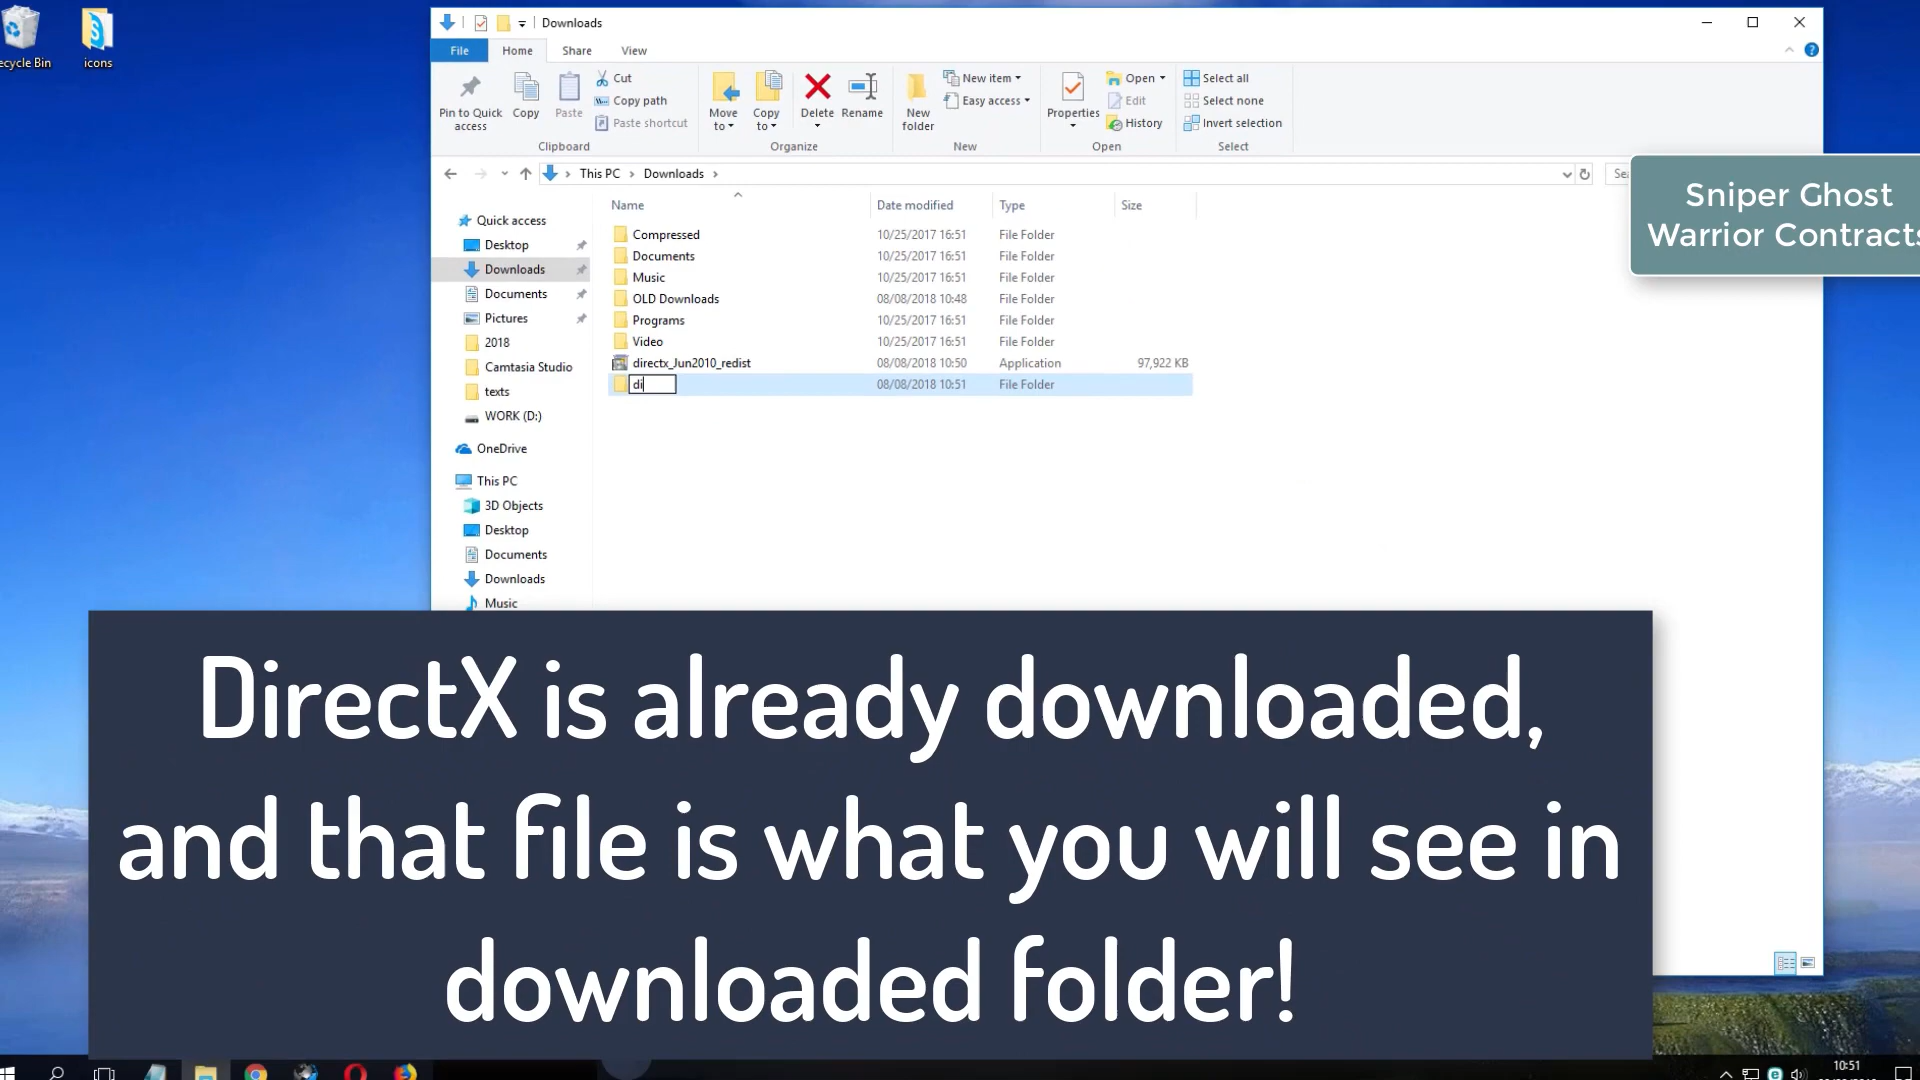 Downloads
ecycle Bin
icons
File
Home
Share
View
Pin to Quick
access
Copy
Paste
Cut
Copy path
Paste shortcut
Clipboard
Move
to
Copy
to
Delete
Rename
Organize
New
folder
New item
Easy access
New
Properties
Open
Edit
History
Open
Select all
Select none
Invert selection
Select
This PC > Downloads >
Sniper Ghost
Warrior Contracts
Quick access
Desktop
Downloads
Documents
Pictures
2018
Camtasia Studio
texts
WORK (D:)
OneDrive
This PC
3D Objects
Desktop
Documents
Downloads
Music
Name Date modified Type Size
Compressed 10/25/2017 16:51 File Folder
Documents 10/25/2017 16:51 File Folder
Music 10/25/2017 16:51 File Folder
OLD Downloads 08/08/2018 10:48 File Folder
Programs 10/25/2017 16:51 File Folder
Video 10/25/2017 16:51 File Folder
directx_Jun2010_redist 08/08/2018 10:50 Application 97,922 KB
di 08/08/2018 10:51 File Folder
DirectX is already downloaded,
and that file is what you will see in
downloaded folder!
10:51